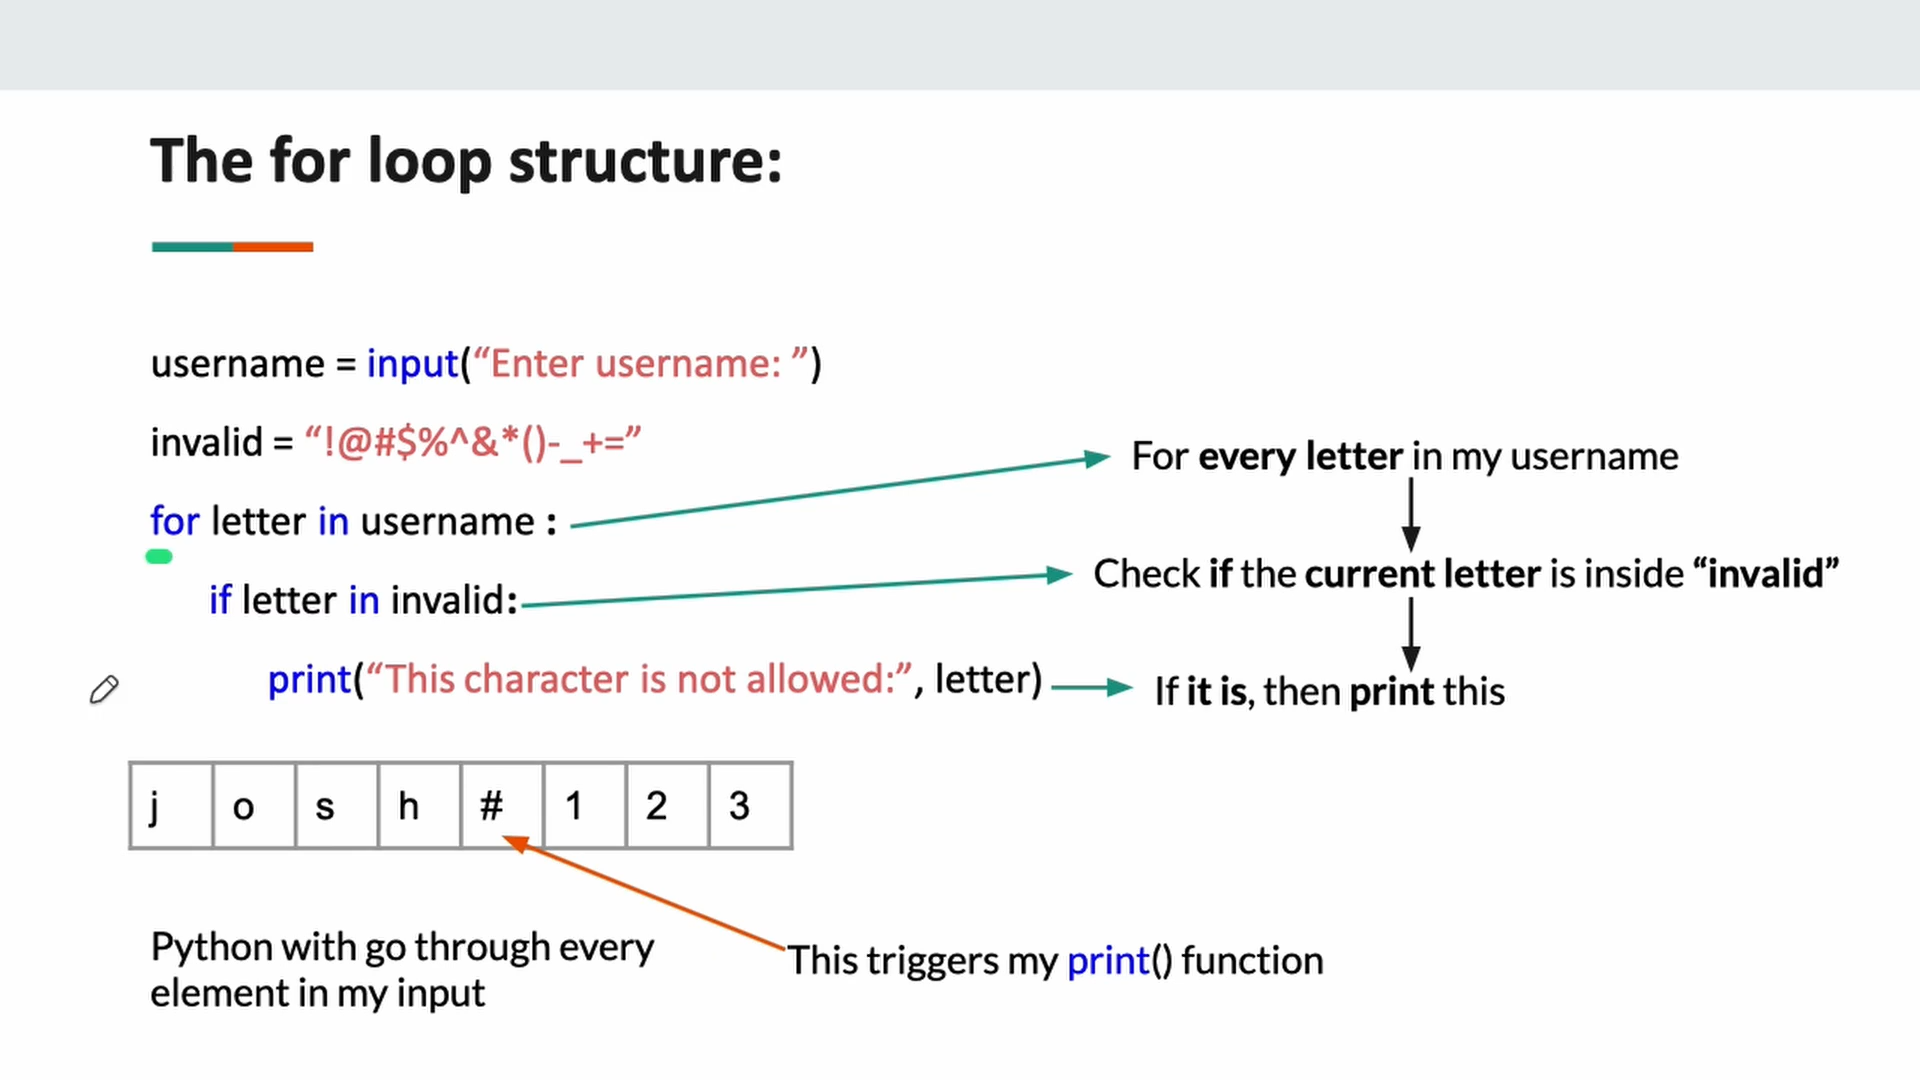 The for loop structure:
username = input(“Enter username: ”)
invalid = “!@#$%^&*()-_+=”
for letter in username :
if letter in invalid:
print(“This character is not allowed:”, letter)
For every letter in my username
Check if the current letter is inside “invalid”
If it is, then print this
j o s h # 1 2 3
Python with go through every
element in my input
This triggers my print() function